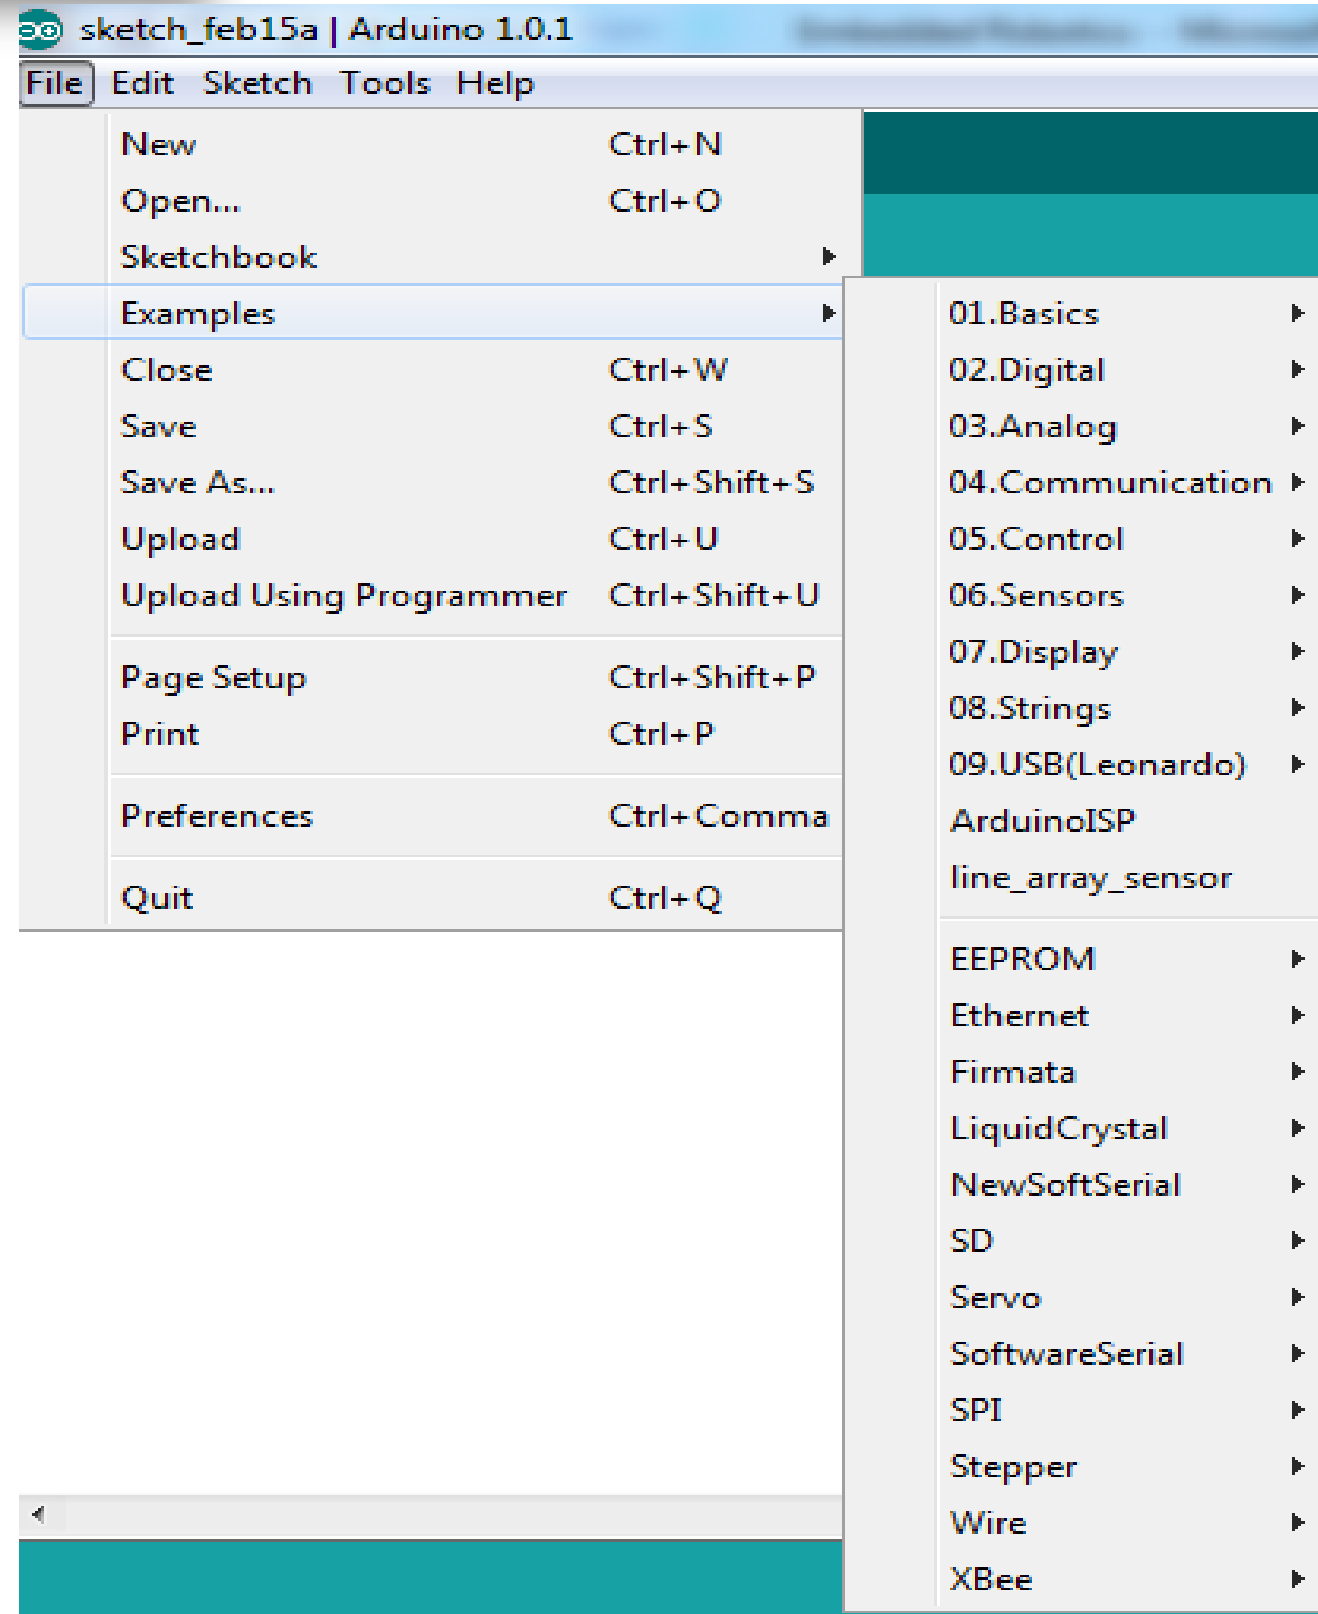 sketch_feb15a | Arduino 1.0.1
File Edit Sketch Tools Help
New Ctrl+N
Open... Ctrl+O
Sketchbook
Examples
Close Ctrl+W
Save Ctrl+S
Save As... Ctrl+Shift+S
Upload Ctrl+U
Upload Using Programmer Ctrl+Shift+U
Page Setup Ctrl+Shift+P
Print Ctrl+P
Preferences Ctrl+Comma
Quit Ctrl+Q
01.Basics
02.Digital
03.Analog
04.Communication
05.Control
06.Sensors
07.Display
08.Strings
09.USB(Leonardo)
ArduinoISP
line_array_sensor
EEPROM
Ethernet
Firmata
LiquidCrystal
NewSoftSerial
SD
Servo
SoftwareSerial
SPI
Stepper
Wire
XBee